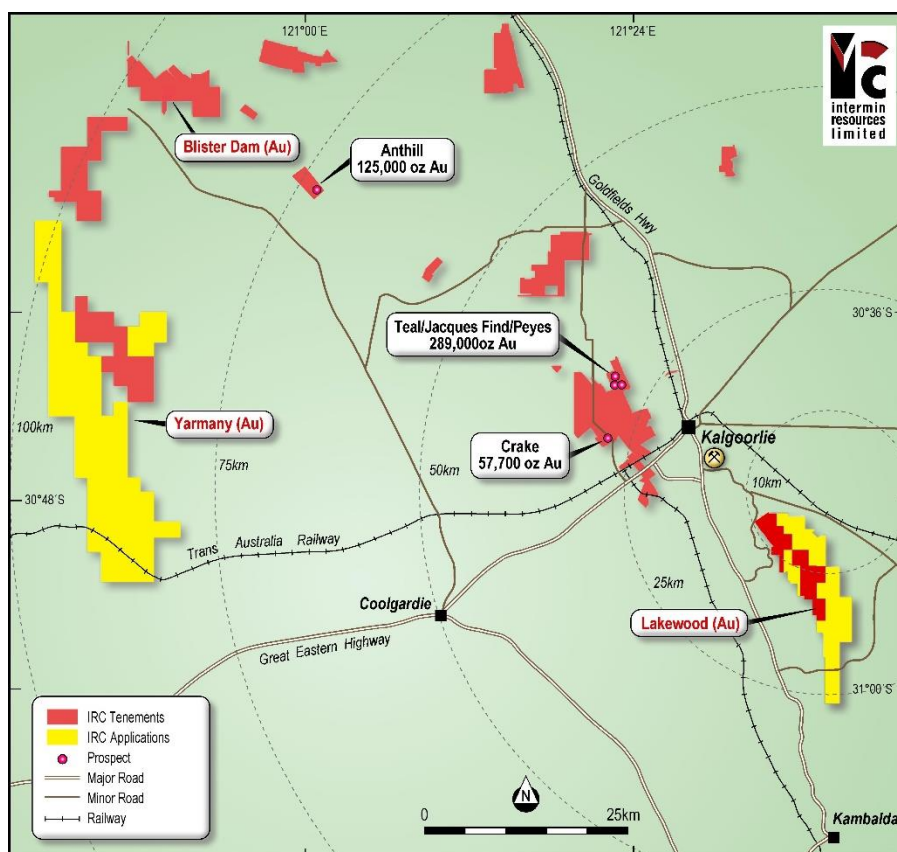 121°00´E
121°24´E
intermin
resources
limited
Blister Dam (Au)
Anthill
125,000 oz Au
Goldfields Hwy
30°36´S
Teal/Jacques Find/Peyes
289,000oz Au
Yarmany (Au)
100km
75km
50km
Crake
57,700 oz Au
Kalgoorlie
10km
30°48´S
Trans Australia Railway
25km
Coolgardie
Great Eastern Highway
Lakewood (Au)
31°00´S
IRC Tenements
IRC Applications
Prospect
Major Road
Minor Road
Railway
N
0
25km
Kambalda